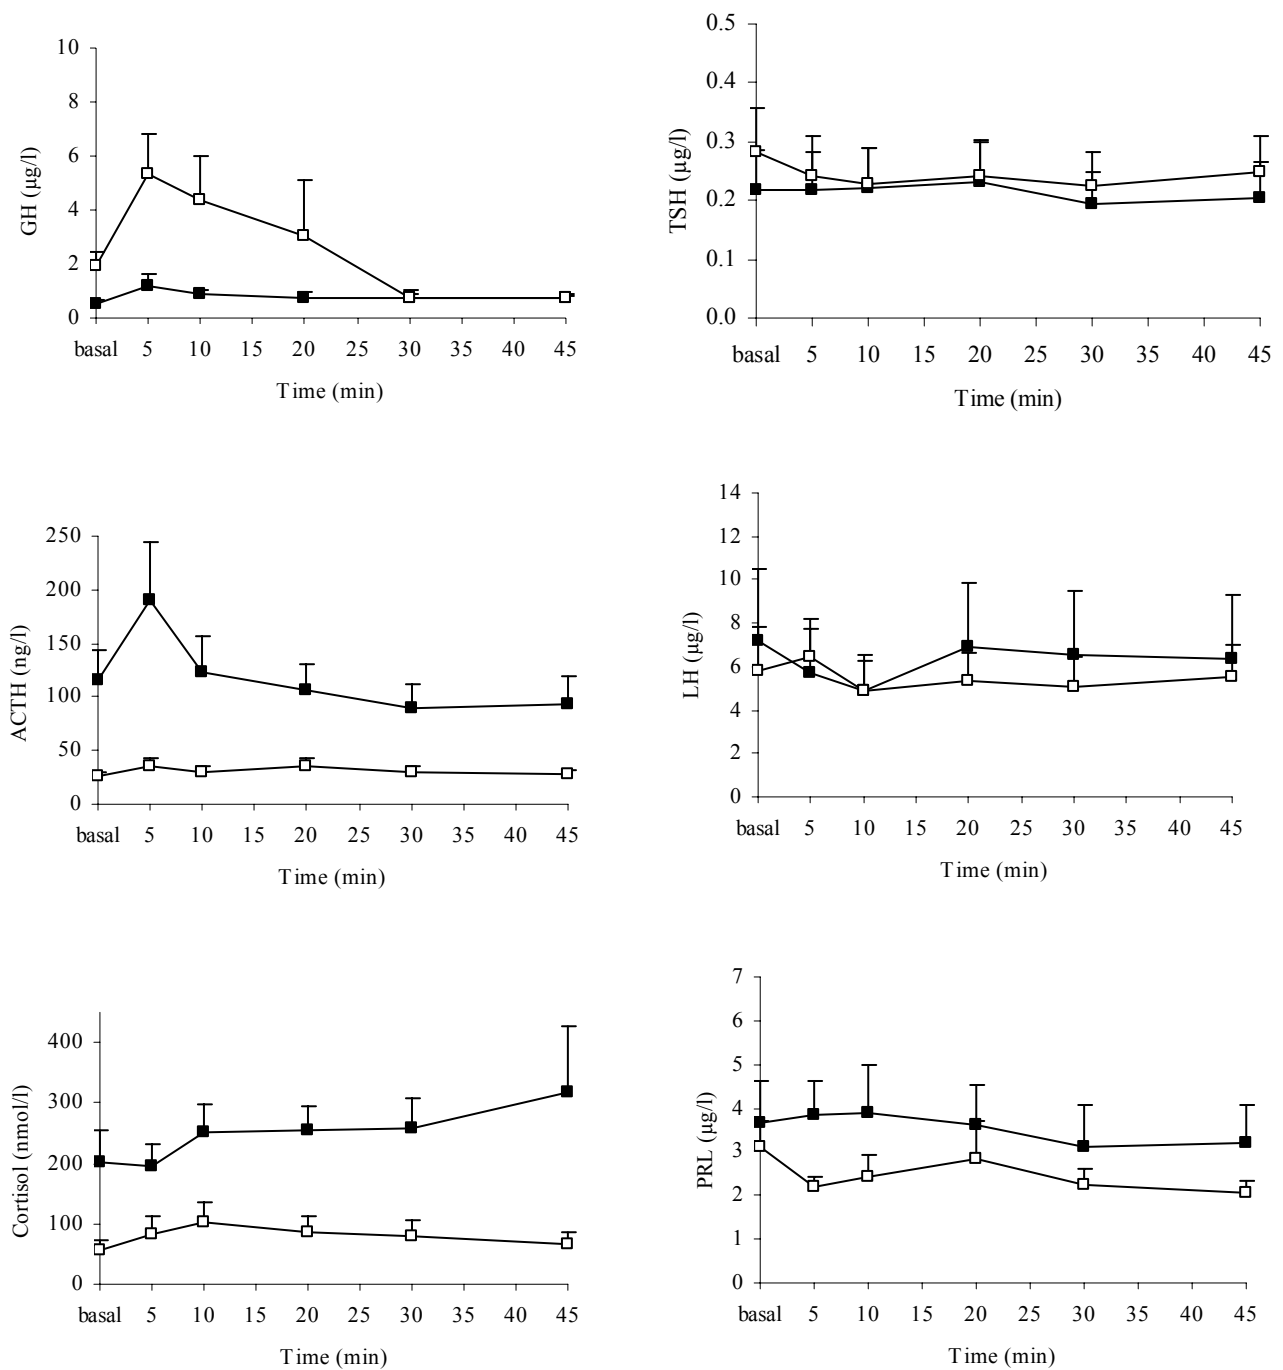 10
8
6
4
2
0
GH (µg/l)
basal 5 10 15 20 25 30 35 40 45
Time (min)
0.5
0.4
0.3
0.2
0.1
0.0
TSH (µg/l)
basal 5 10 15 20 25 30 35 40 45
Time (min)
250
200
150
100
50
0
ACTH (ng/l)
basal 5 10 15 20 25 30 35 40 45
Time (min)
14
12
10
8
6
4
2
0
LH (µg/l)
basal 5 10 15 20 25 30 35 40 45
Time (min)
400
300
200
100
0
Cortisol (nmol/l)
basal 5 10 15 20 25 30 35 40 45
Time (min)
7
6
5
4
3
2
1
0
PRL (µg/l)
basal 5 10 15 20 25 30 35 40 45
Time (min)